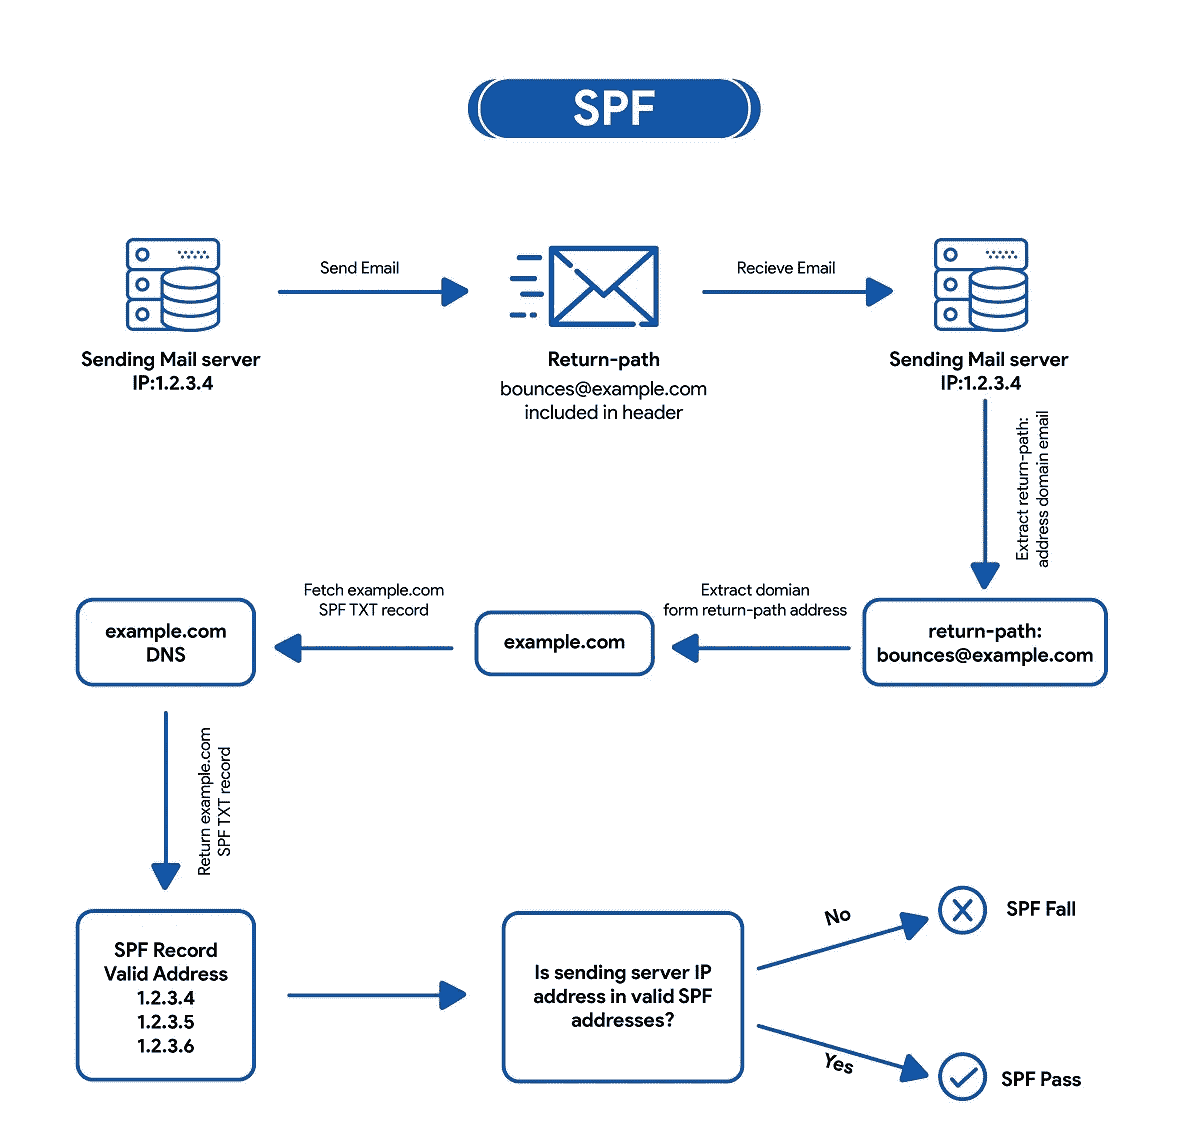 SPF
Send Email
Recieve Email
Sending Mail server
IP:1.2.3.4
Return-path
bounces@example.com
included in header
Sending Mail server
IP:1.2.3.4
Extract return-path:
address domain email
return-path:
bounces@example.com
Extract domian
form return-path address
example.com
Fetch example.com
SPF TXT record
example.com
DNS
Return example.com
SPF TXT record
SPF Record
Valid Address
1.2.3.4
1.2.3.5
1.2.3.6
Is sending server IP
address in valid SPF
addresses?
No
SPF Fall
Yes
SPF Pass